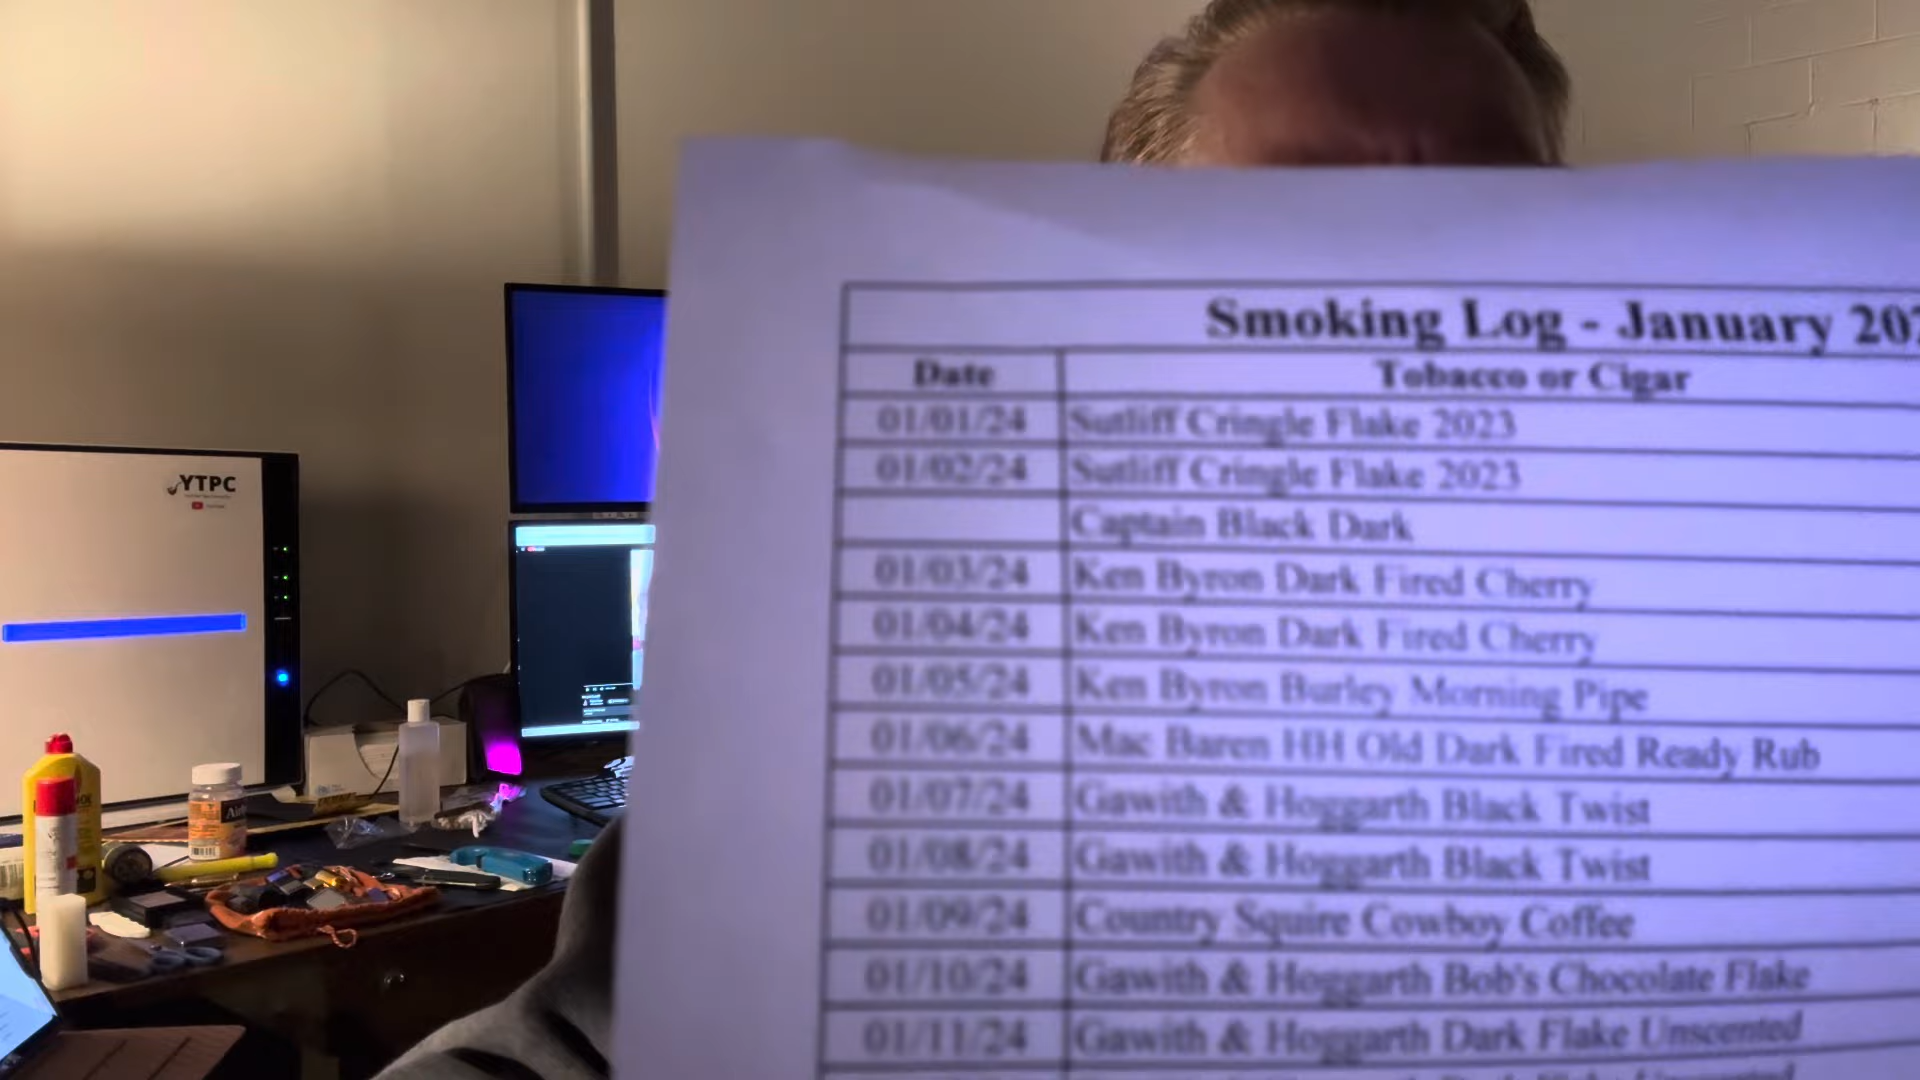 Smoking Log - January 202
Date Tobacco or Cigar
01/01/24 Sutliff Cringle Flake 2023
01/02/24 Sutliff Cringle Flake 2023
Captain Black Dark
01/03/24 Ken Byron Dark Fired Cherry
01/04/24 Ken Byron Dark Fired Cherry
01/05/24 Ken Byron Burley Morning Pipe
01/06/24 Mac Baren HH Old Dark Fired Ready Rub
01/07/24 Gawith & Hoggarth Black Twist
01/08/24 Gawith & Hoggarth Black Twist
01/09/24 Country Squire Cowboy Coffee
01/10/24 Gawith & Hoggarth Bob's Chocolate Flake
01/11/24 Gawith & Hoggarth Dark Flake Unscented
YTPC